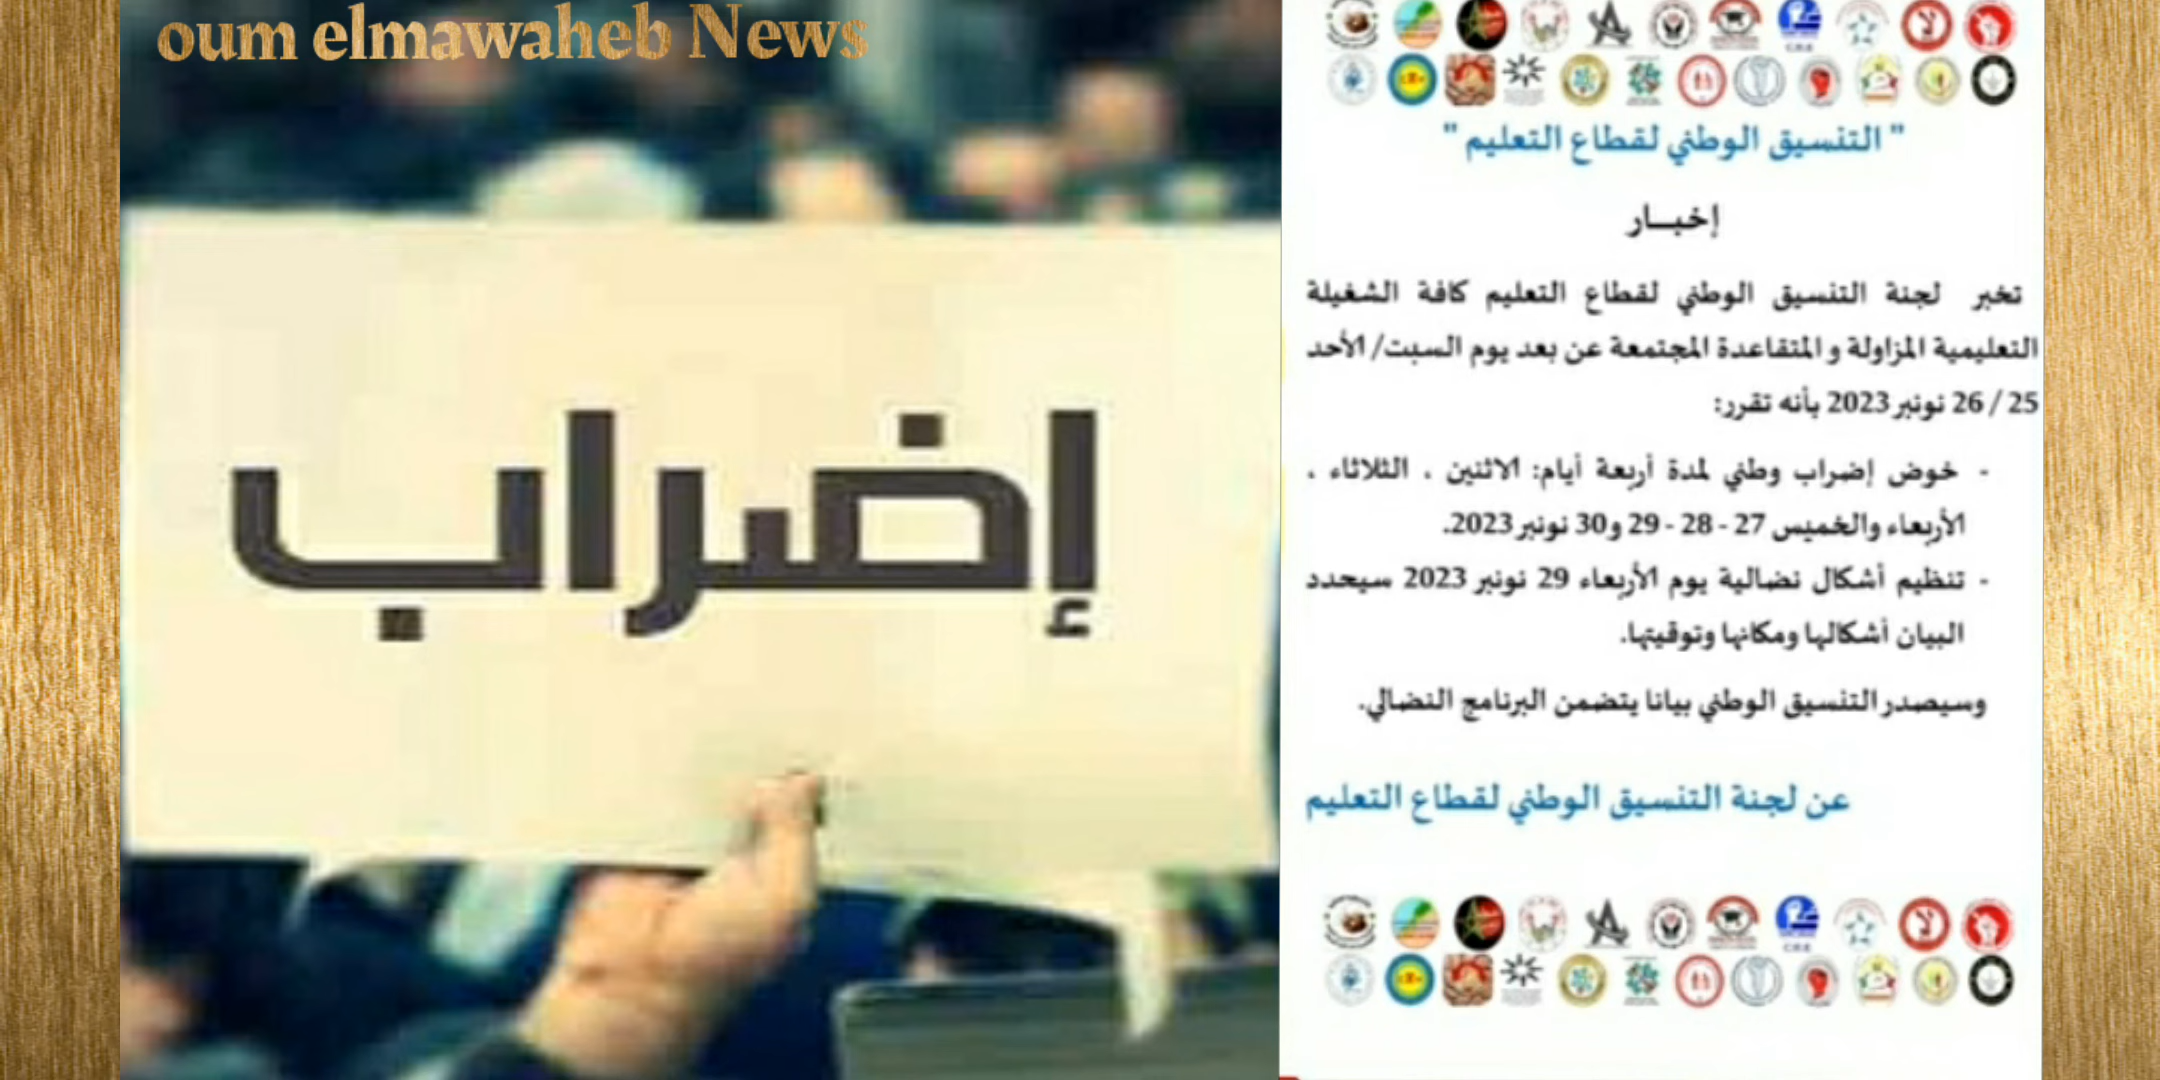 oum elmawaheb News
إضراب
" التنسيق الوطني لقطاع التعليم "
إخبــار
تخبر لجنة التنسيق الوطني لقطاع التعليم كافة الشغيلة
التعليمية المزاولة و المتقاعدة المجتمعة عن بعد يوم السبت/ الأحد
25 / 26 نونبر 2023 بأنه تقرر:
- خوض إضراب وطني لمدة أربعة أيام: الاثنين ، الثلاثاء ،
الأربعاء والخميس 27 - 28 - 29 و30 نونبر 2023.
- تنظيم أشكال نضالية يوم الأربعاء 29 نونبر 2023 سيحدد
البيان أشكالها ومكانها وتوقيتها.
وسيصدر التنسيق الوطني بيانا يتضمن البرنامج النضالي.
عن لجنة التنسيق الوطني لقطاع التعليم